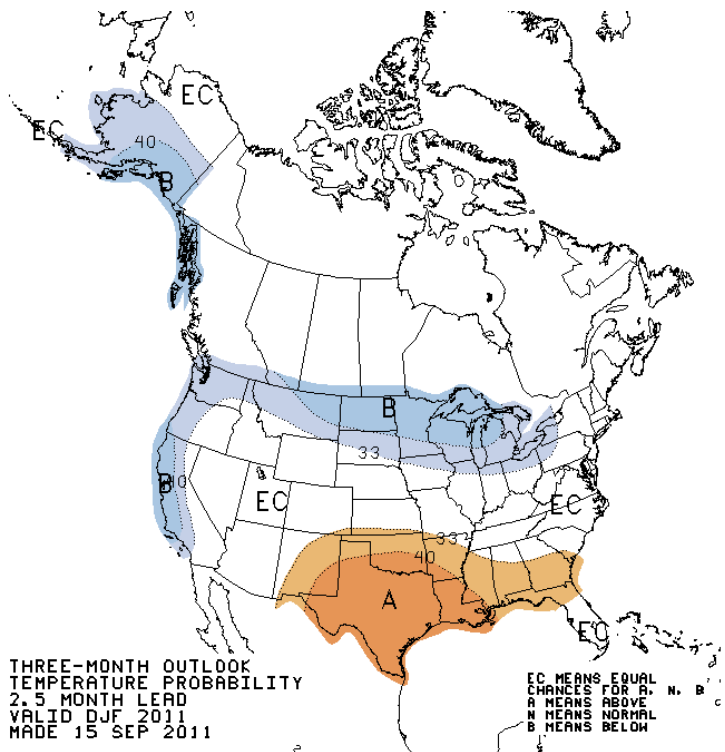 EC
EC
40
B
B
33
B
40
EC
EC
33
40
A
EC
THREE-MONTH OUTLOOK
TEMPERATURE PROBABILITY
2.5 MONTH LEAD
VALID DJF 2011
MADE 15 SEP 2011
EC MEANS EQUAL
CHANCES FOR A, N, B
A MEANS ABOVE
N MEANS NORMAL
B MEANS BELOW